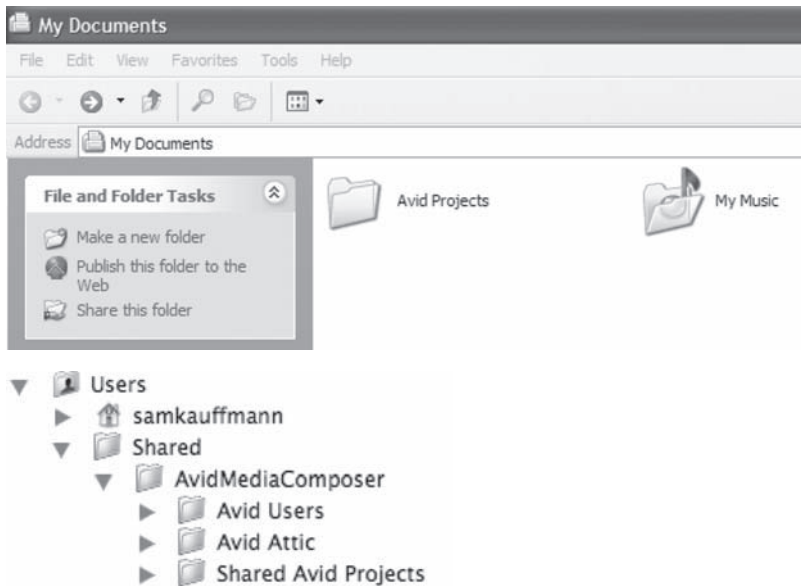 My Documents
File Edit View Favorites Tools Help
Address My Documents
File and Folder Tasks
Make a new folder
Publish this folder to the
Web
Share this folder
Avid Projects
My Music
Users
samkauffmann
Shared
AvidMediaComposer
Avid Users
Avid Attic
Shared Avid Projects